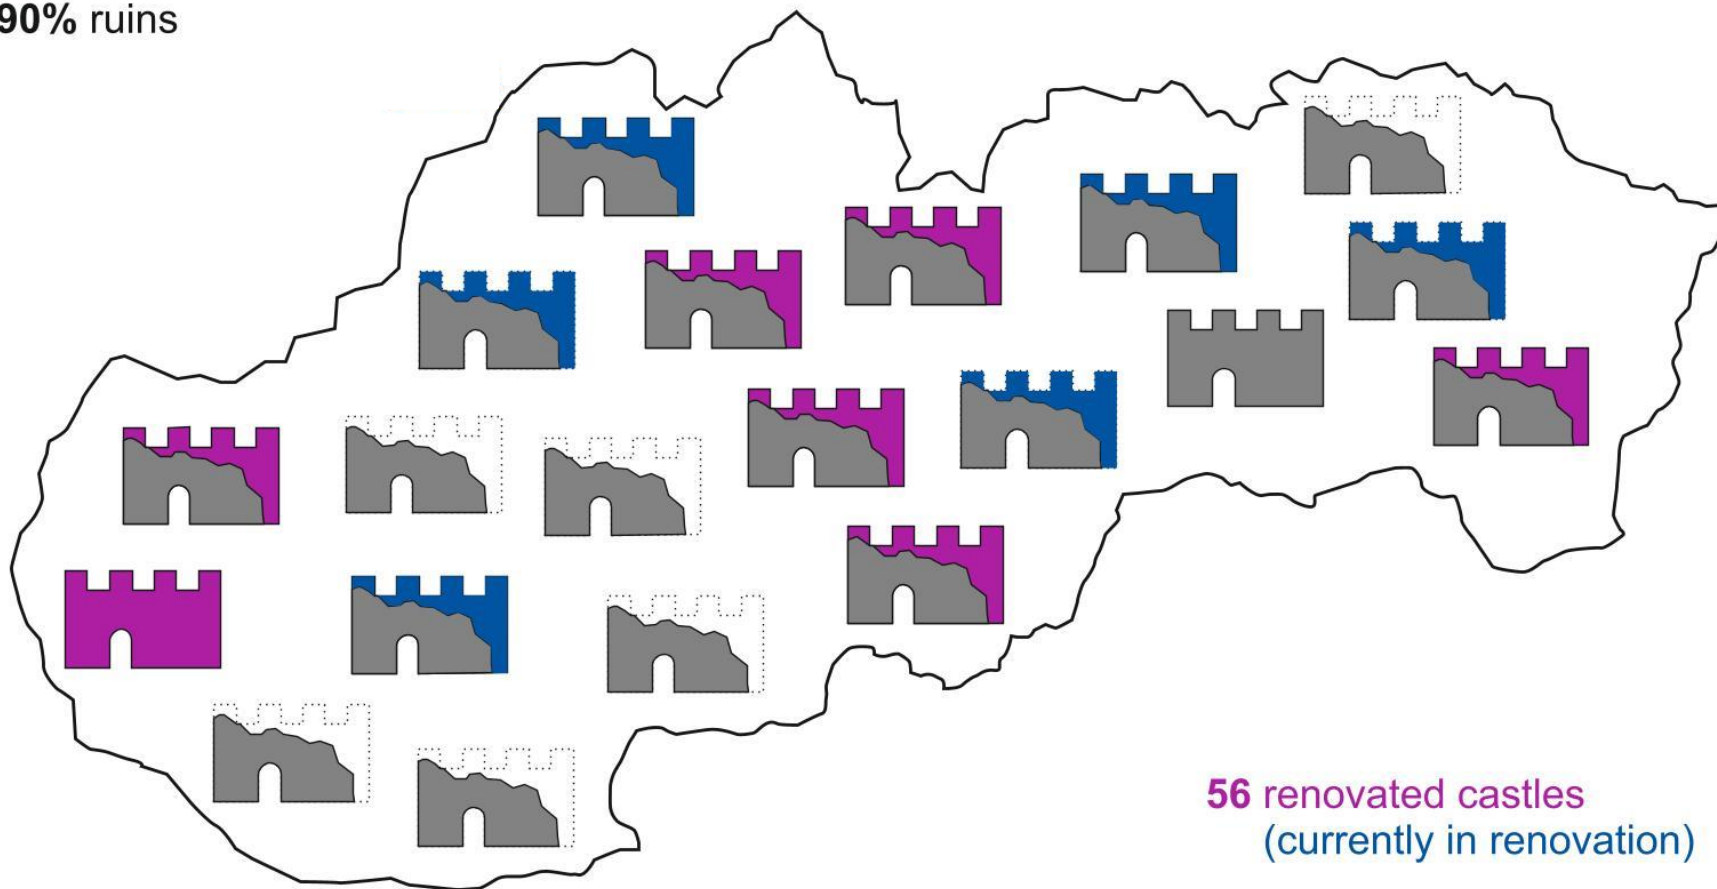 90% ruins
56 renovated castles
(currently in renovation)